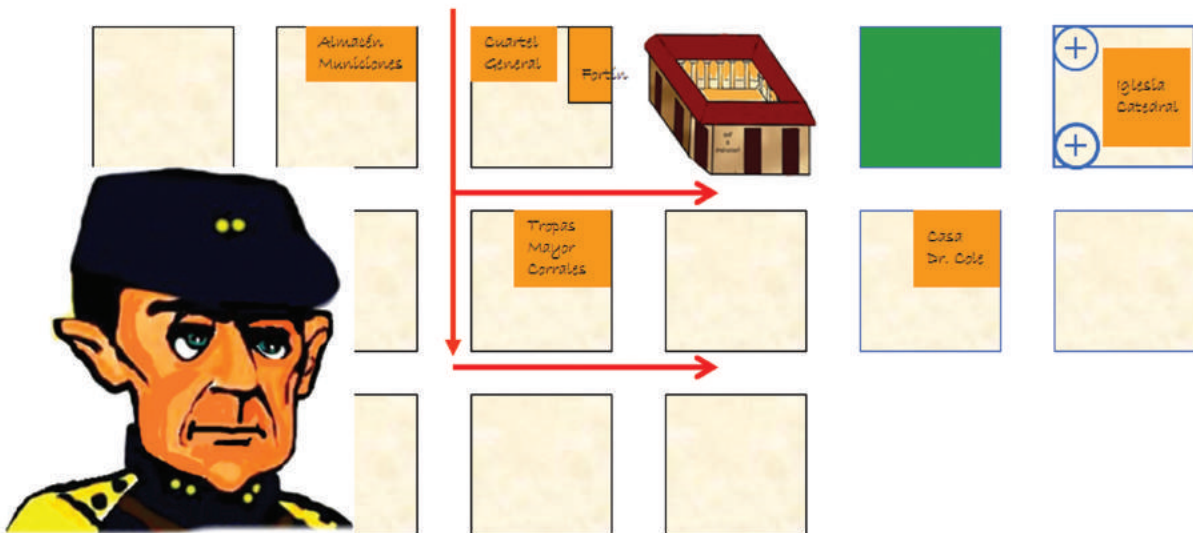 Almacén
Municiones
Cuartel
General
Fortín
Iglesia
Catedral
Tropas
Mayor
Corrales
Casa
Dr. Cole